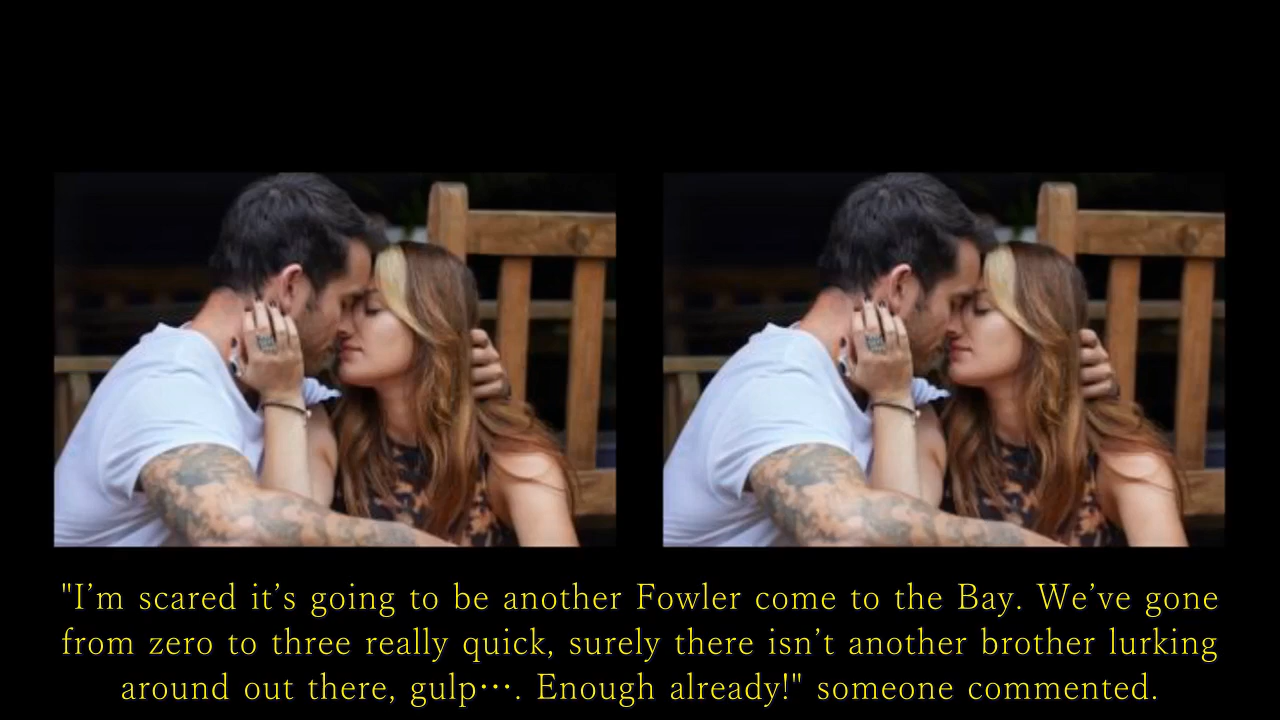 "I’m scared it’s going to be another Fowler come to the Bay. We’ve gone
from zero to three really quick, surely there isn’t another brother lurking
around out there, gulp···. Enough already!" someone commented.